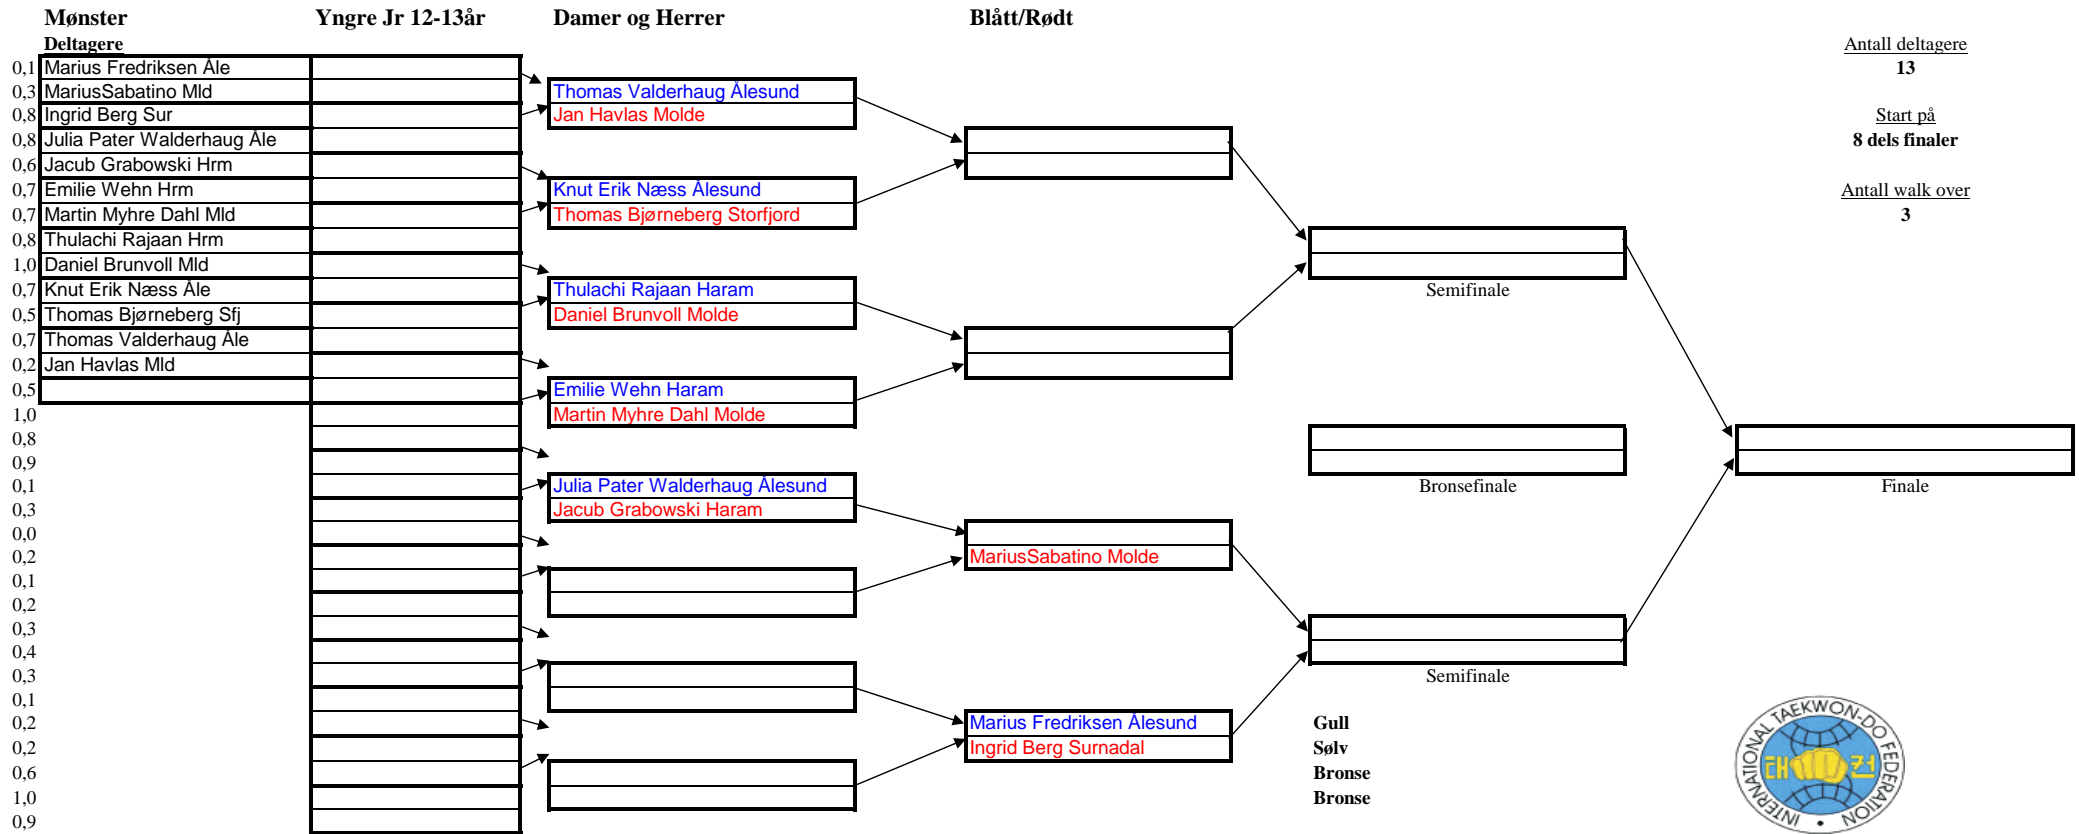 Mønster Yngre Jr 12-13år Damer og Herrer Blått/Rødt
Deltagere Antall deltagere
0,1 Marius Fredriksen Åle 13
0,3 MariusSabatino Mld Thomas Valderhaug Ålesund
0,8 Ingrid Berg Sur Jan Havlas Molde Start på
0,8 Julia Pater Walderhaug Åle 8 dels finaler
0,6 Jacub Grabowski Hrm
0,7 Emilie Wehn Hrm Knut Erik Næss Ålesund Antall walk over
0,7 Martin Myhre Dahl Mld Thomas Bjørneberg Storfjord 3
0,8 Thulachi Rajaan Hrm
1,0 Daniel Brunvoll Mld
0,7 Knut Erik Næss Åle Thulachi Rajaan Haram Semifinale
0,5 Thomas Bjørneberg Sfj Daniel Brunvoll Molde
0,7 Thomas Valderhaug Åle
0,2 Jan Havlas Mld
0,5 Emilie Wehn Haram
1,0 Martin Myhre Dahl Molde
0,8
0,9
0,1 Julia Pater Walderhaug Ålesund Bronsefinale Finale
0,3 Jacub Grabowski Haram
0,0
0,2 MariusSabatino Molde
0,1
0,2
0,3
0,4
0,3 Semifinale
0,1
0,2 Marius Fredriksen Ålesund Gull
0,2 Ingrid Berg Surnadal Sølv
0,6 Bronse
1,0 Bronse
0,9
INTERNATIONAL TAEKWON-DO FEDERATION
태권